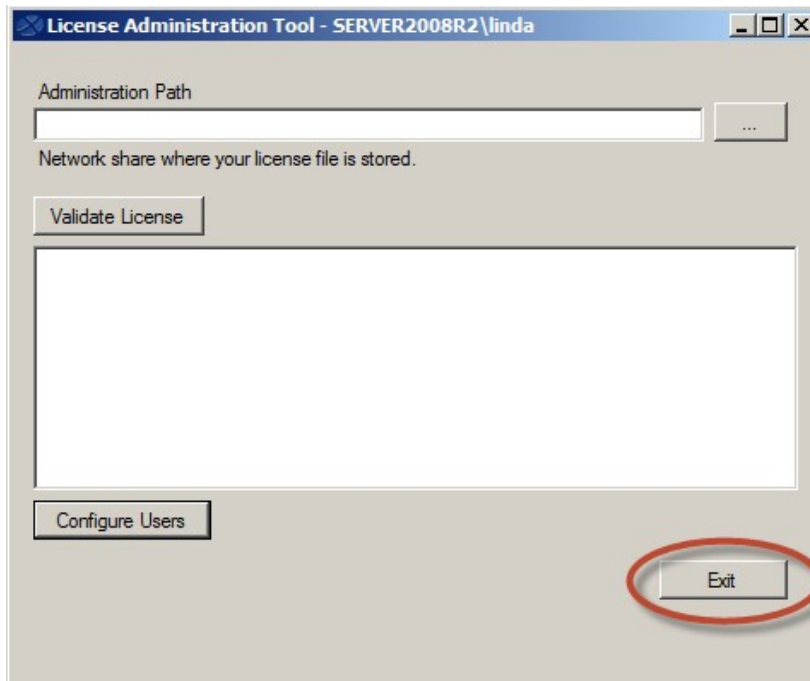 License Administration Tool - SERVER2008R2\linda
Administration Path
...
Network share where your license file is stored.
Validate License
Configure Users
Exit